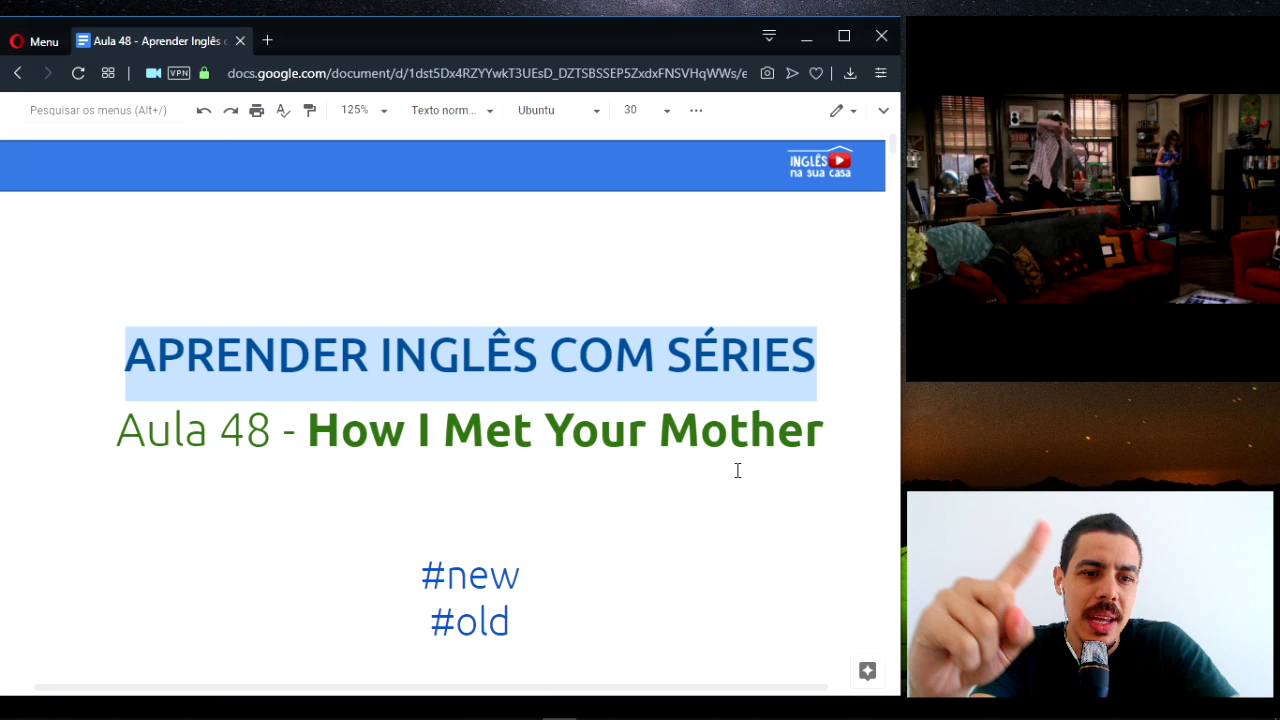 Menu
Aula 48 - Aprender Inglês c
VPN
docs.google.com/document/d/1dst5Dx4RZYYwkT3UEsD_DZTSBSSEP5ZxdxFNSVHqWWs/e
Pesquisar os menus (Alt+/)
125%
Texto norm...
Ubuntu
30
INGLÊS
na sua casa
APRENDER INGLÊS COM SÉRIES
Aula 48 - How I Met Your Mother
#new
#old